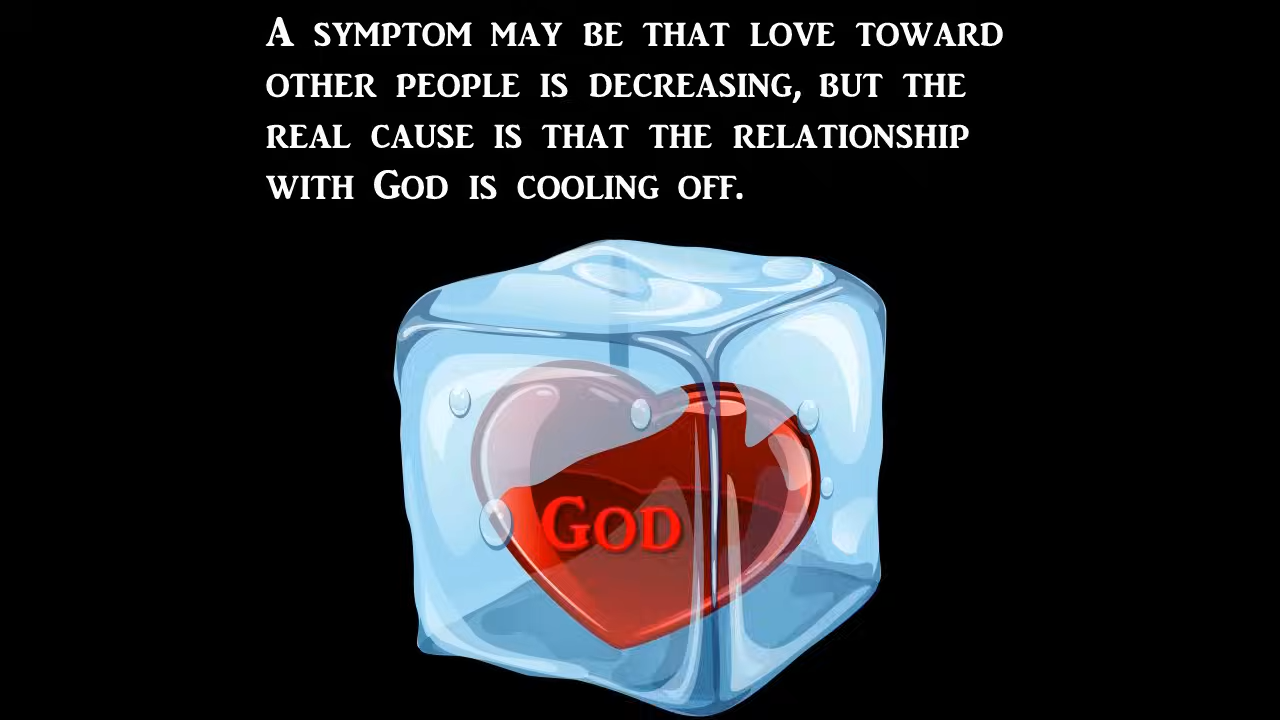 A symptom may be that love toward
other people is decreasing, but the
real cause is that the relationship
with God is cooling off.
God